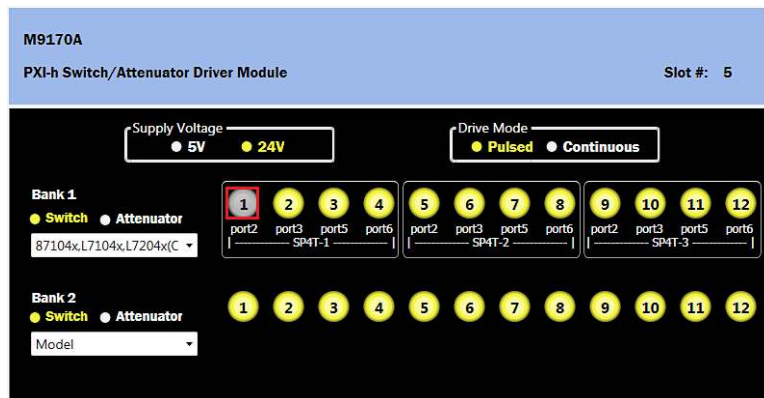 M9170A
PXI-h Switch/Attenuator Driver Module Slot #: 5
Supply Voltage Drive Mode
5V 24V Pulsed Continuous
Bank 1
Switch Attenuator
87104x,L7104x,L7204x(C
1 2 3 4 5 6 7 8 9 10 11 12
port2 port3 port5 port6 port2 port3 port5 port6 port2 port3 port5 port6
|---------- SP4T-1 ----------| |---------- SP4T-2 ----------| |---------- SP4T-3 ----------|
Bank 2
Switch Attenuator
1 2 3 4 5 6 7 8 9 10 11 12
Model